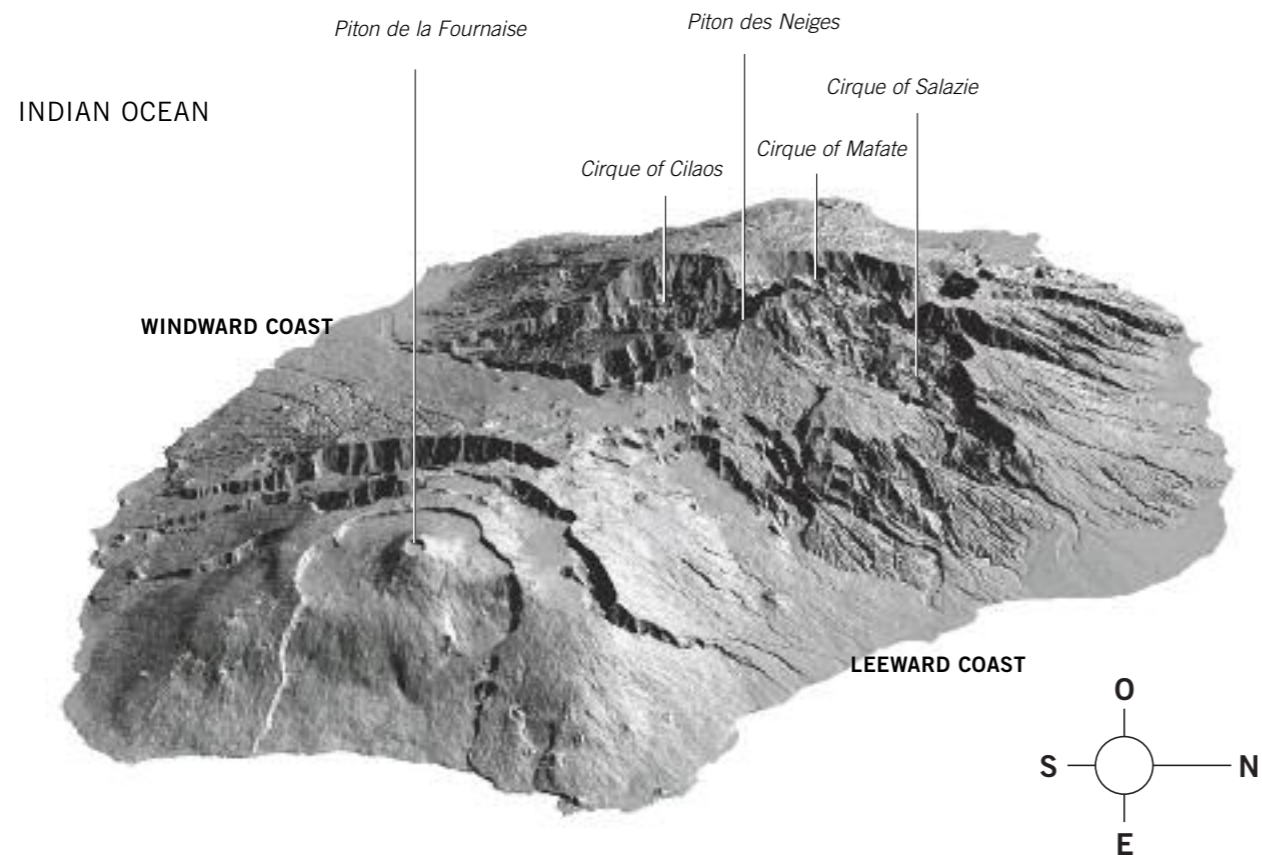 Piton de la Fournaise
Piton des Neiges
Cirque of Salazie
INDIAN OCEAN
Cirque of Mafate
Cirque of Cilaos
WINDWARD COAST
LEEWARD COAST
O
S
N
E